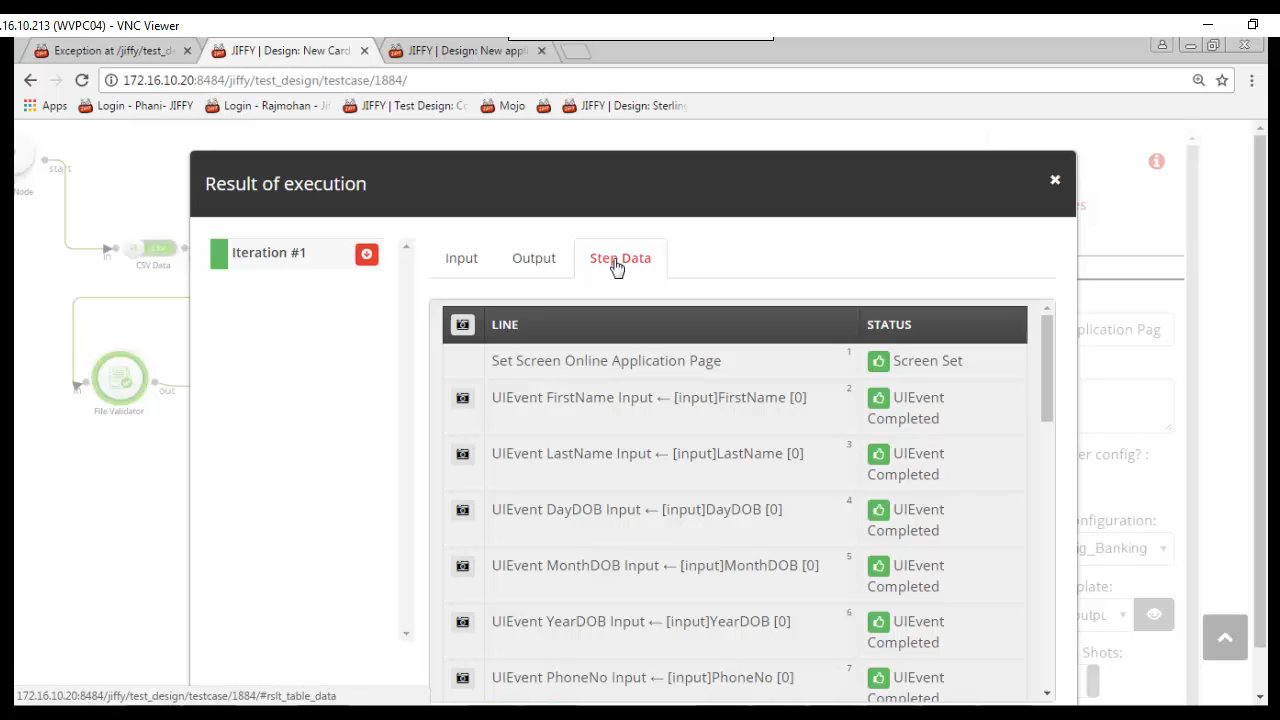 .16.10.213 (WVPC04) - VNC Viewer
Exception at /jiffy/test_de
JIFFY | Design: New Card
JIFFY | Design: New appl
172.16.10.20:8484/jiffy/test_design/testcase/1884/
Apps
Login - Phani- JIFFY
Login - Rajmohan - Ji
JIFFY | Test Design: C
Mojo
JIFFY | Design: Sterling
start
Node
in
CSV Data
in
out
File Validator
Result of execution
Iteration #1
Input
Output
Step Data
LINE
STATUS
Set Screen Online Application Page
1
Screen Set
UIEvent FirstName Input ← [input]FirstName [0]
2
UIEvent
Completed
UIEvent LastName Input ← [input]LastName [0]
3
UIEvent
Completed
UIEvent DayDOB Input ← [input]DayDOB [0]
4
UIEvent
Completed
UIEvent MonthDOB Input ← [input]MonthDOB [0]
5
UIEvent
Completed
UIEvent YearDOB Input ← [input]YearDOB [0]
6
UIEvent
Completed
UIEvent PhoneNo Input ← [input]PhoneNo [0]
7
UIEvent
Completed
es
plication Pag
er config? :
nfiguration:
g_Banking
plate:
Shots:
172.16.10.20:8484/jiffy/test_design/testcase/1884/#rslt_table_data